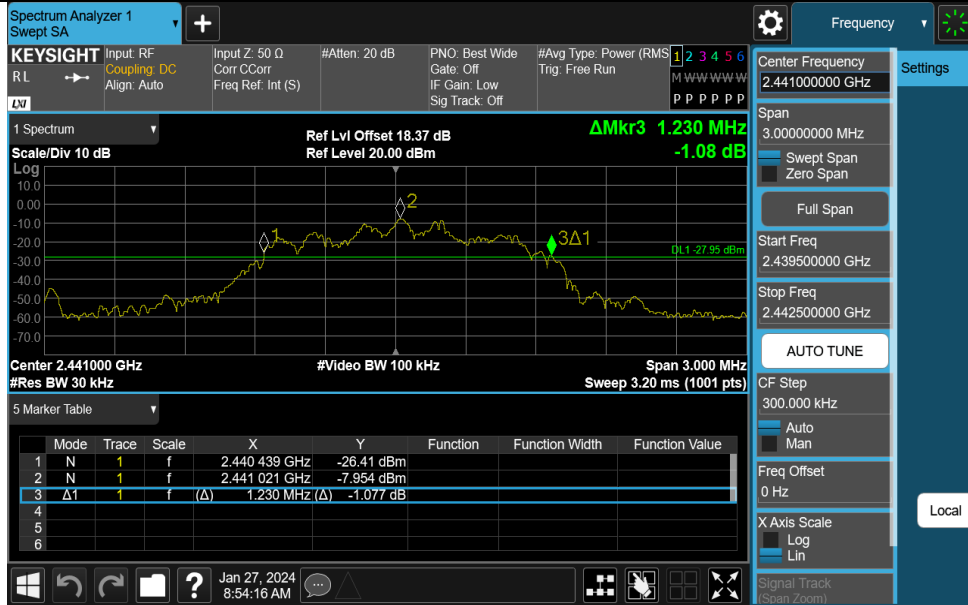 Spectrum Analyzer 1
Swept SA
+
Frequency
KEYSIGHT
RL
LXI
Input: RF
Coupling: DC
Align: Auto
Input Z: 50 Ω
Corr CCorr
Freq Ref: Int (S)
#Atten: 20 dB
PNO: Best Wide
Gate: Off
IF Gain: Low
Sig Track: Off
#Avg Type: Power (RMS
Trig: Free Run
1 2 3 4 5 6
M W W W W W
P P P P P P
1 Spectrum
Scale/Div 10 dB
Ref Lvl Offset 18.37 dB
Ref Level 20.00 dBm
ΔMkr3 1.230 MHz
-1.08 dB
Log
10.0
0.00
-10.0
-20.0
-30.0
-40.0
-50.0
-60.0
-70.0
1
2
3Δ1
DL1 -27.95 dBm
Center 2.441000 GHz
#Video BW 100 kHz
Span 3.000 MHz
#Res BW 30 kHz
Sweep 3.20 ms (1001 pts)
5 Marker Table
Mode Trace Scale X Y Function Function Width Function Value
1 N 1 f 2.440 439 GHz -26.41 dBm
2 N 1 f 2.441 021 GHz -7.954 dBm
3 Δ1 1 f (Δ) 1.230 MHz (Δ) -1.077 dB
4
5
6
Center Frequency
2.441000000 GHz
Settings
Span
3.00000000 MHz
Swept Span
Zero Span
Full Span
Start Freq
2.439500000 GHz
Stop Freq
2.442500000 GHz
AUTO TUNE
CF Step
300.000 kHz
Auto
Man
Freq Offset
0 Hz
Local
X Axis Scale
Log
Lin
Signal Track
(Span Zoom)
?
Jan 27, 2024
8:54:16 AM